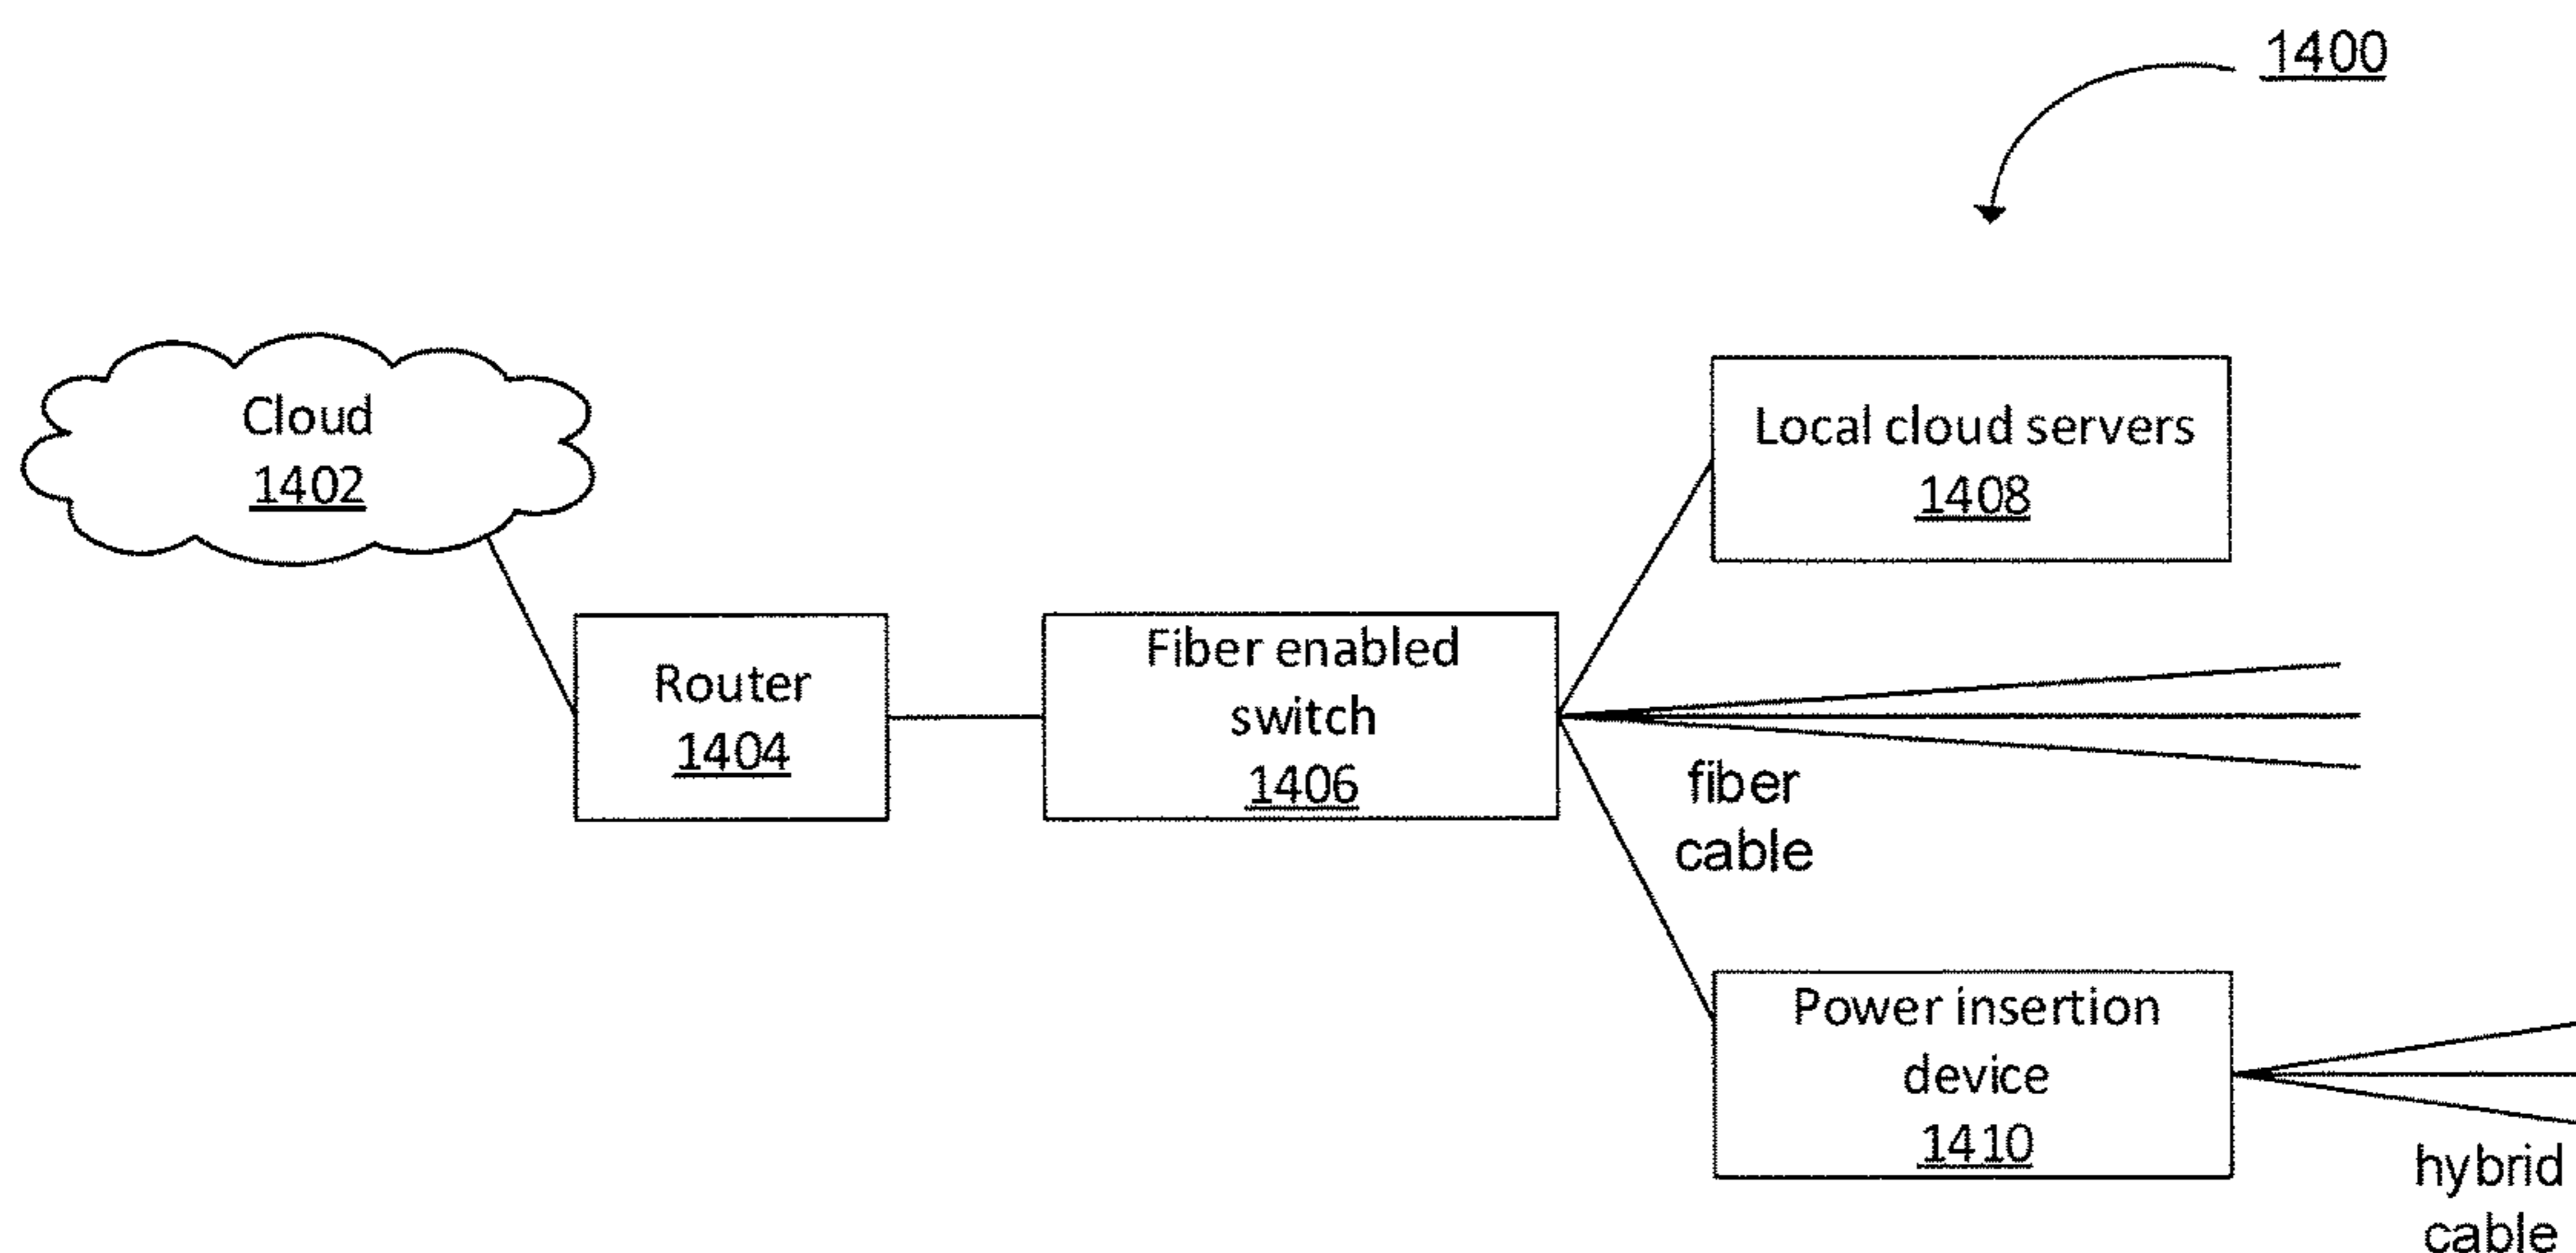 1400
Cloud
1402
Local cloud servers
1408
Router
1404
Fiber enabled
switch
1406
fiber
cable
Power insertion
device
1410
hybrid
cable